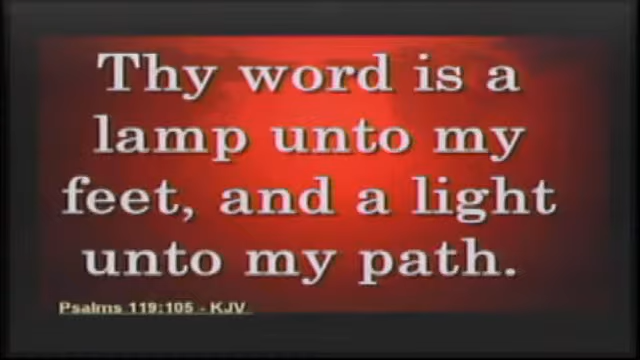 Thy word is a
lamp unto my
feet, and a light
unto my path.
Psalms 119:105 - KJV